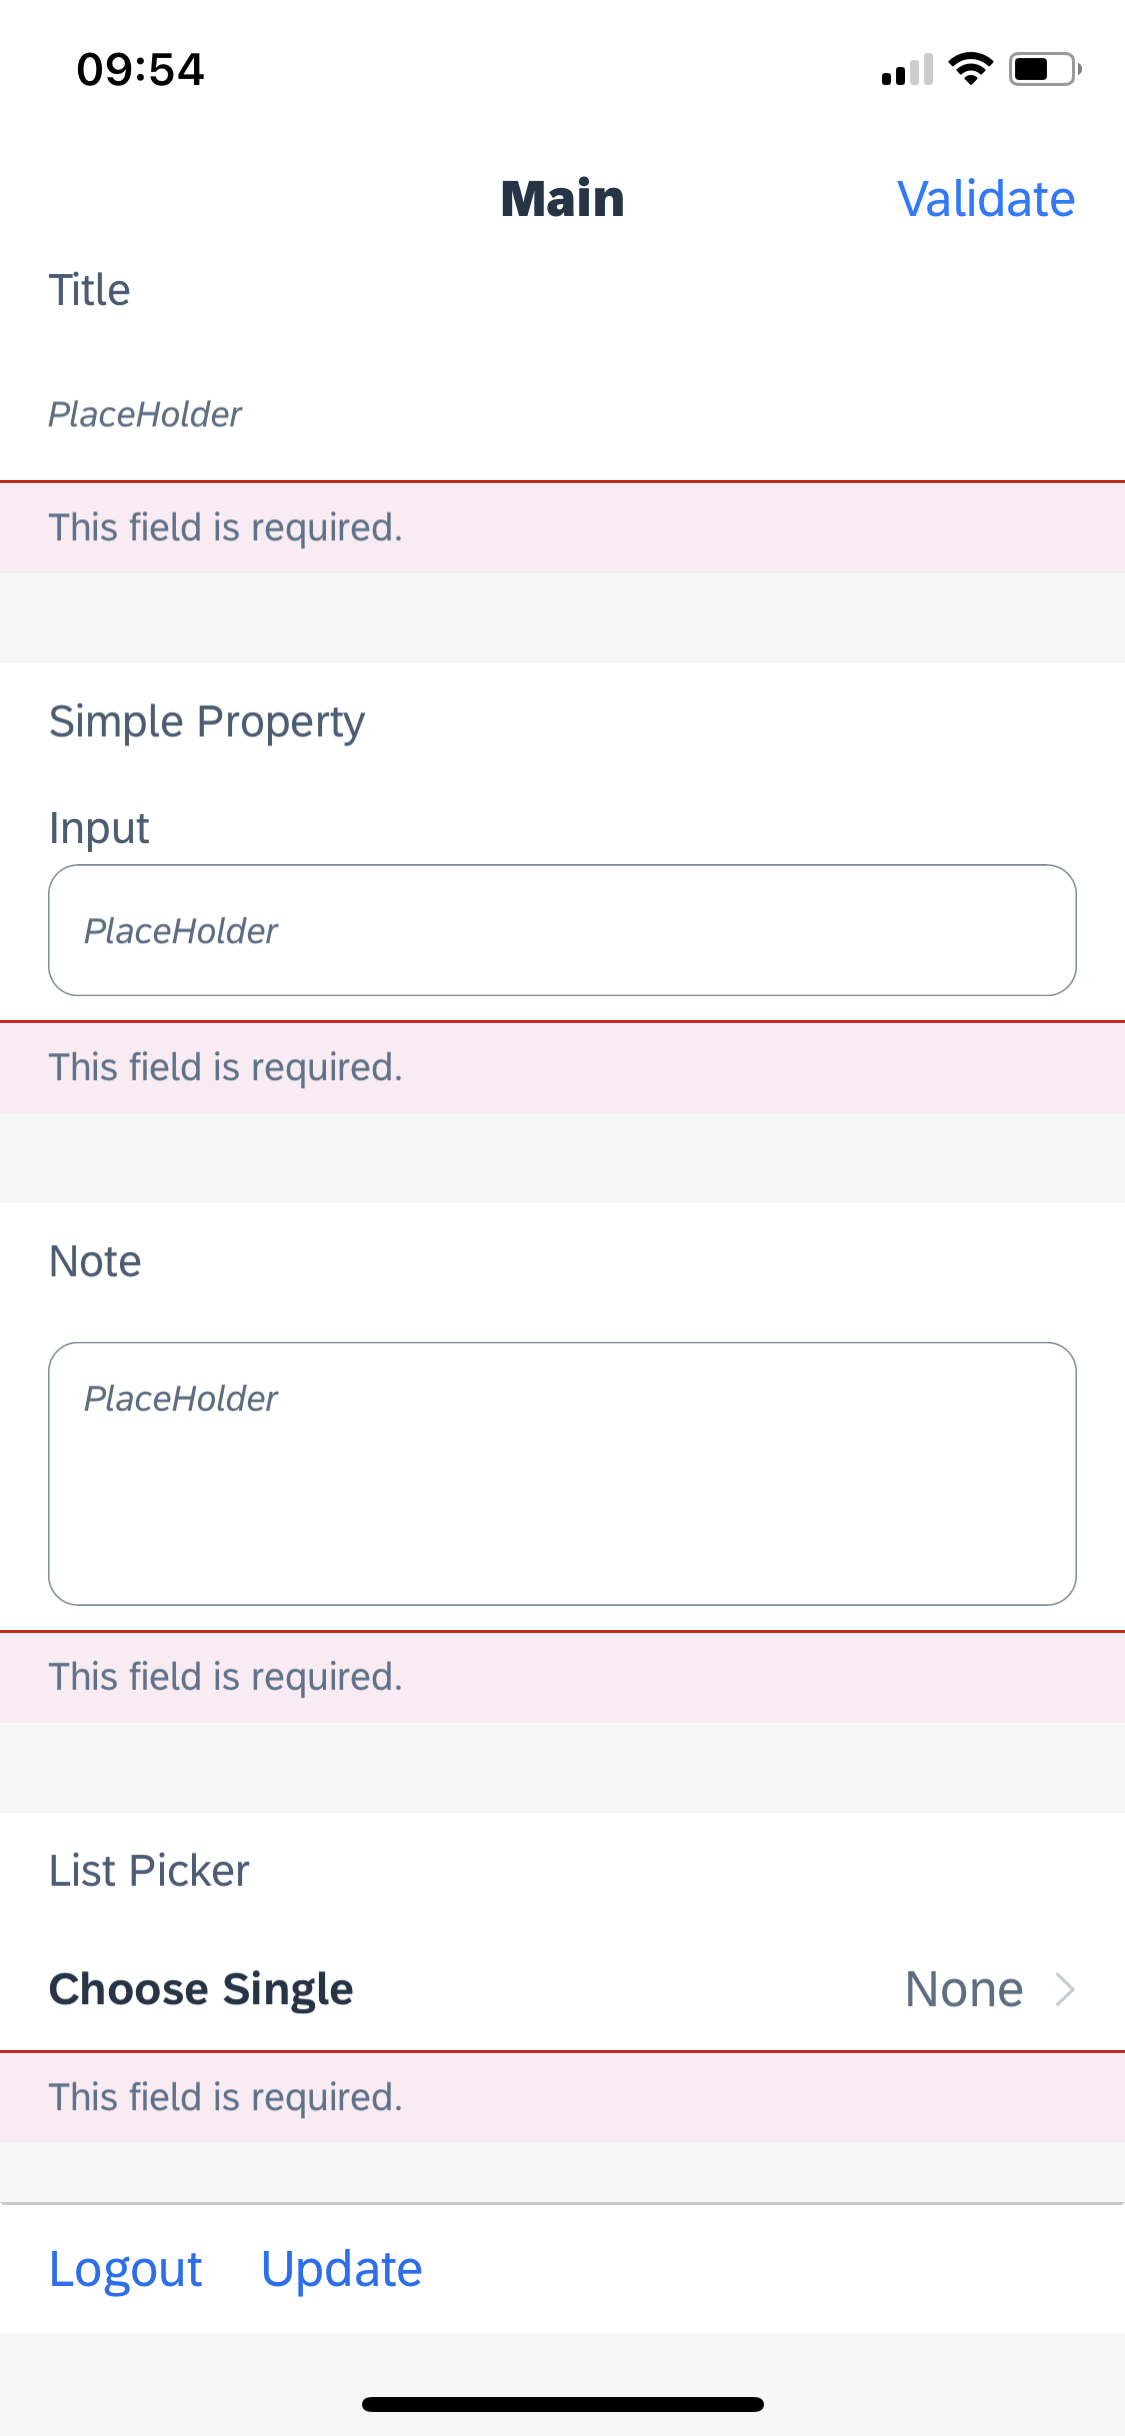 09:54
Main
Validate
Title
PlaceHolder
This field is required.
Simple Property
Input
PlaceHolder
This field is required.
Note
PlaceHolder
This field is required.
List Picker
Choose Single None
This field is required.
Logout Update